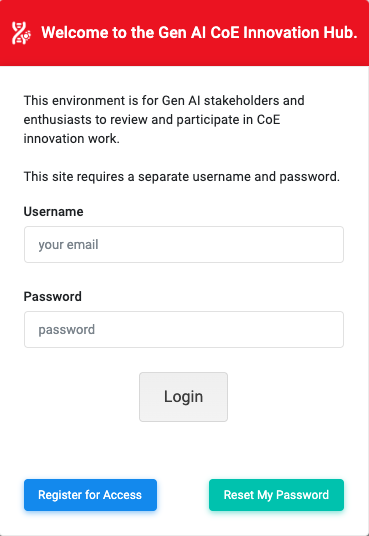 Welcome to the Gen AI CoE Innovation Hub.
This environment is for Gen AI stakeholders and
enthusiasts to review and participate in CoE
innovation work.
This site requires a separate username and password.
Username
your email
Password
password
Login
Register for Access
Reset My Password